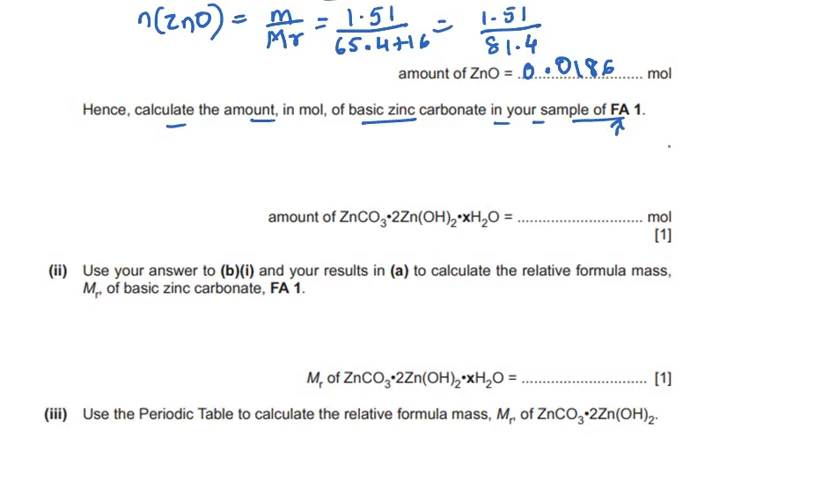 n(ZnO) = m/Mr = 1.51/65.4+16 = 1.51/81.4
amount of ZnO = 0.0186 mol
Hence, calculate the amount, in mol, of basic zinc carbonate in your sample of FA 1.
amount of ZnCO₃•2Zn(OH)₂•xH₂O = .............................. mol
[1]
(ii) Use your answer to (b)(i) and your results in (a) to calculate the relative formula mass,
Mᵣ, of basic zinc carbonate, FA 1.
Mᵣ of ZnCO₃•2Zn(OH)₂•xH₂O = .............................. [1]
(iii) Use the Periodic Table to calculate the relative formula mass, Mᵣ, of ZnCO₃•2Zn(OH)₂.